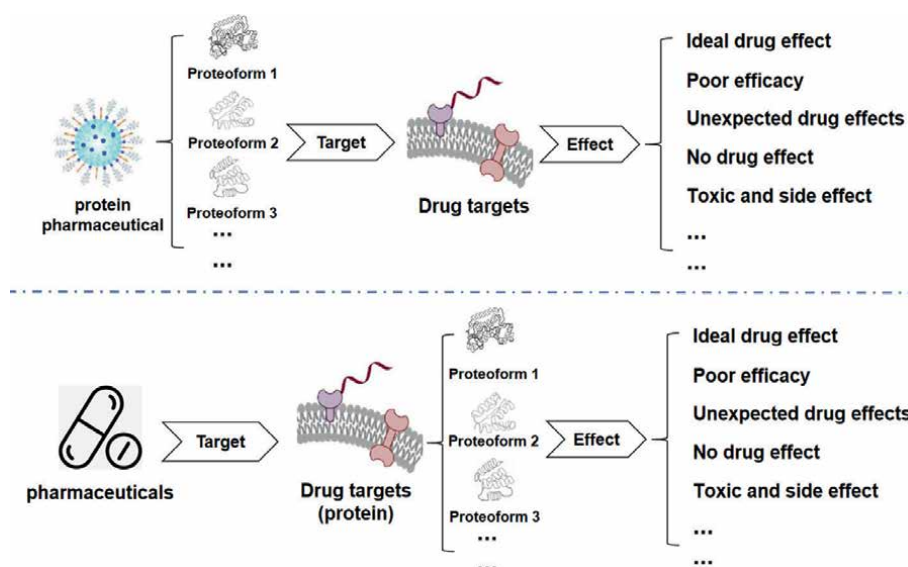 protein
pharmaceutical
Proteoform 1
Proteoform 2
Proteoform 3
...
...
Target
Drug targets
Effect
Ideal drug effect
Poor efficacy
Unexpected drug effects
No drug effect
Toxic and side effect
...
...
pharmaceuticals
Target
Drug targets
(protein)
Proteoform 1
Proteoform 2
Proteoform 3
...
...
Effect
Ideal drug effect
Poor efficacy
Unexpected drug effects
No drug effect
Toxic and side effect
...
...